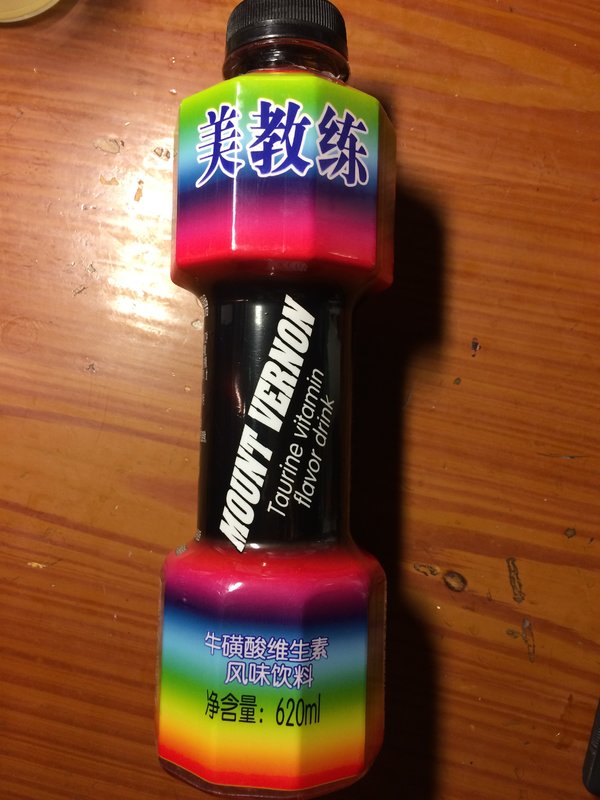 美教练
MOUNT VERNON
Taurine vitamin
flavor drink
牛磺酸维生素
风味饮料
净含量：620ml